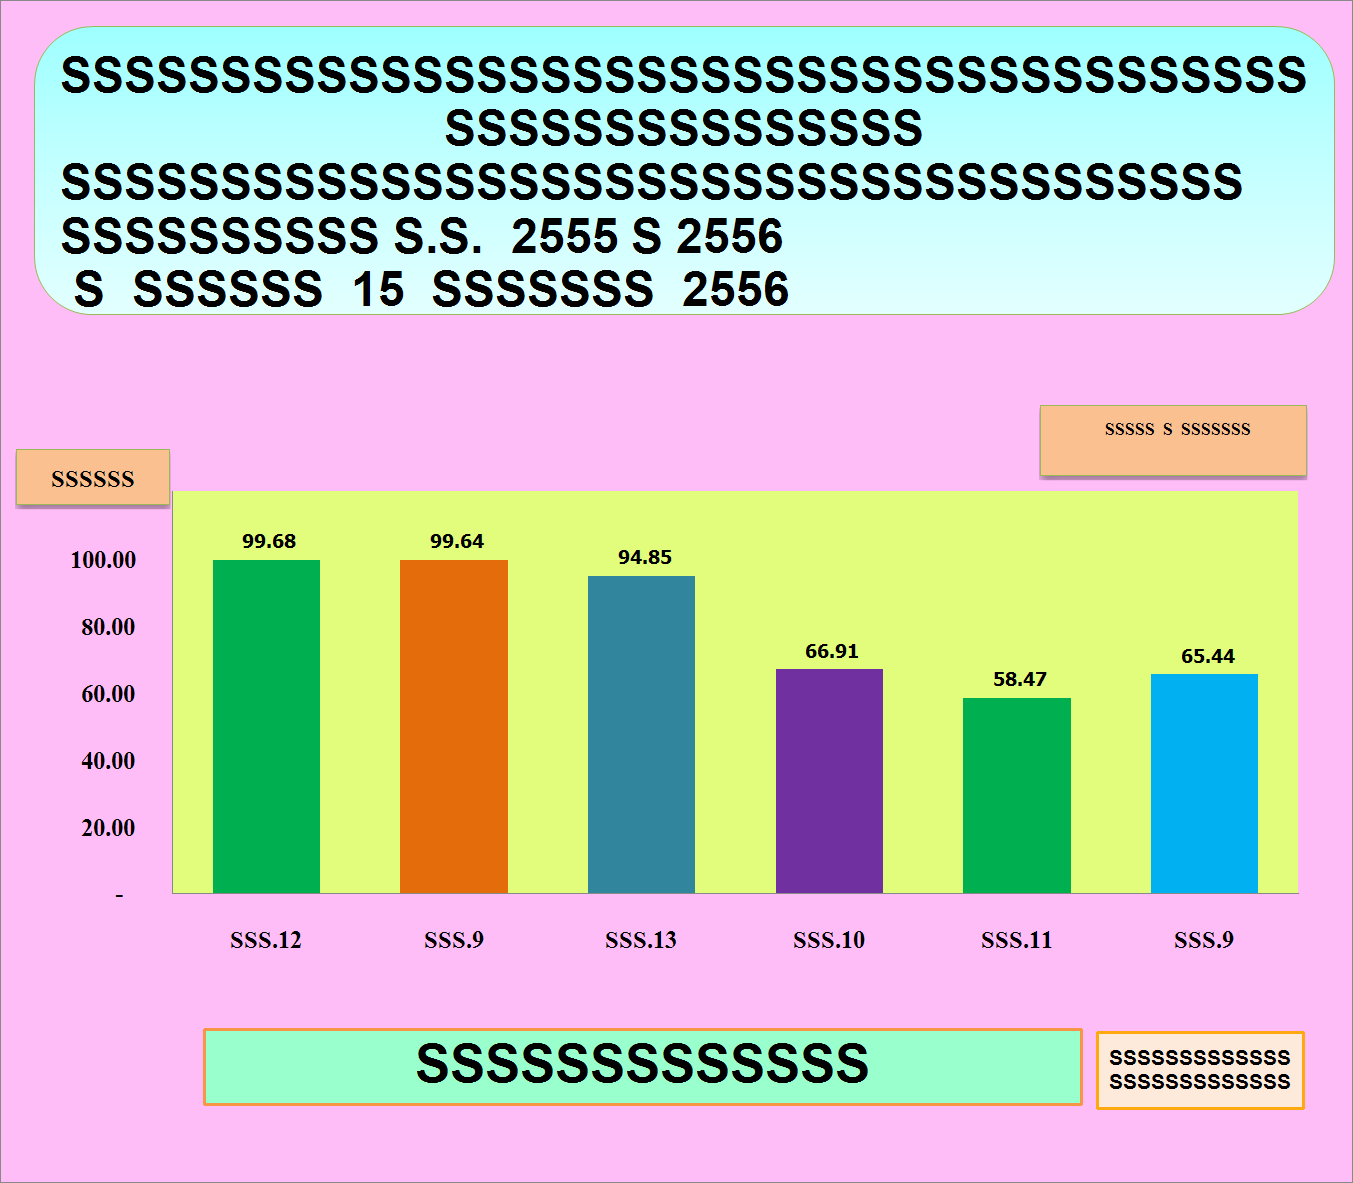 SSSSSSSSSSSSSSSSSSSSSSSSSSSSSSSSSSSSSSS
SSSSSSSSSSSSSSS
SSSSSSSSSSSSSSSSSSSSSSSSSSSSSSSSSSSSS
SSSSSSSSSS S.S. 2555 S 2556
S SSSSSS 15 SSSSSSS 2556
SSSSS S SSSSSSS
SSSSSS
99.68 99.64 94.85 66.91 58.47 65.44
100.00
80.00
60.00
40.00
20.00
-
SSS.12 SSS.9 SSS.13 SSS.10 SSS.11 SSS.9
SSSSSSSSSSSSS
SSSSSSSSSSSSS
SSSSSSSSSSSSS